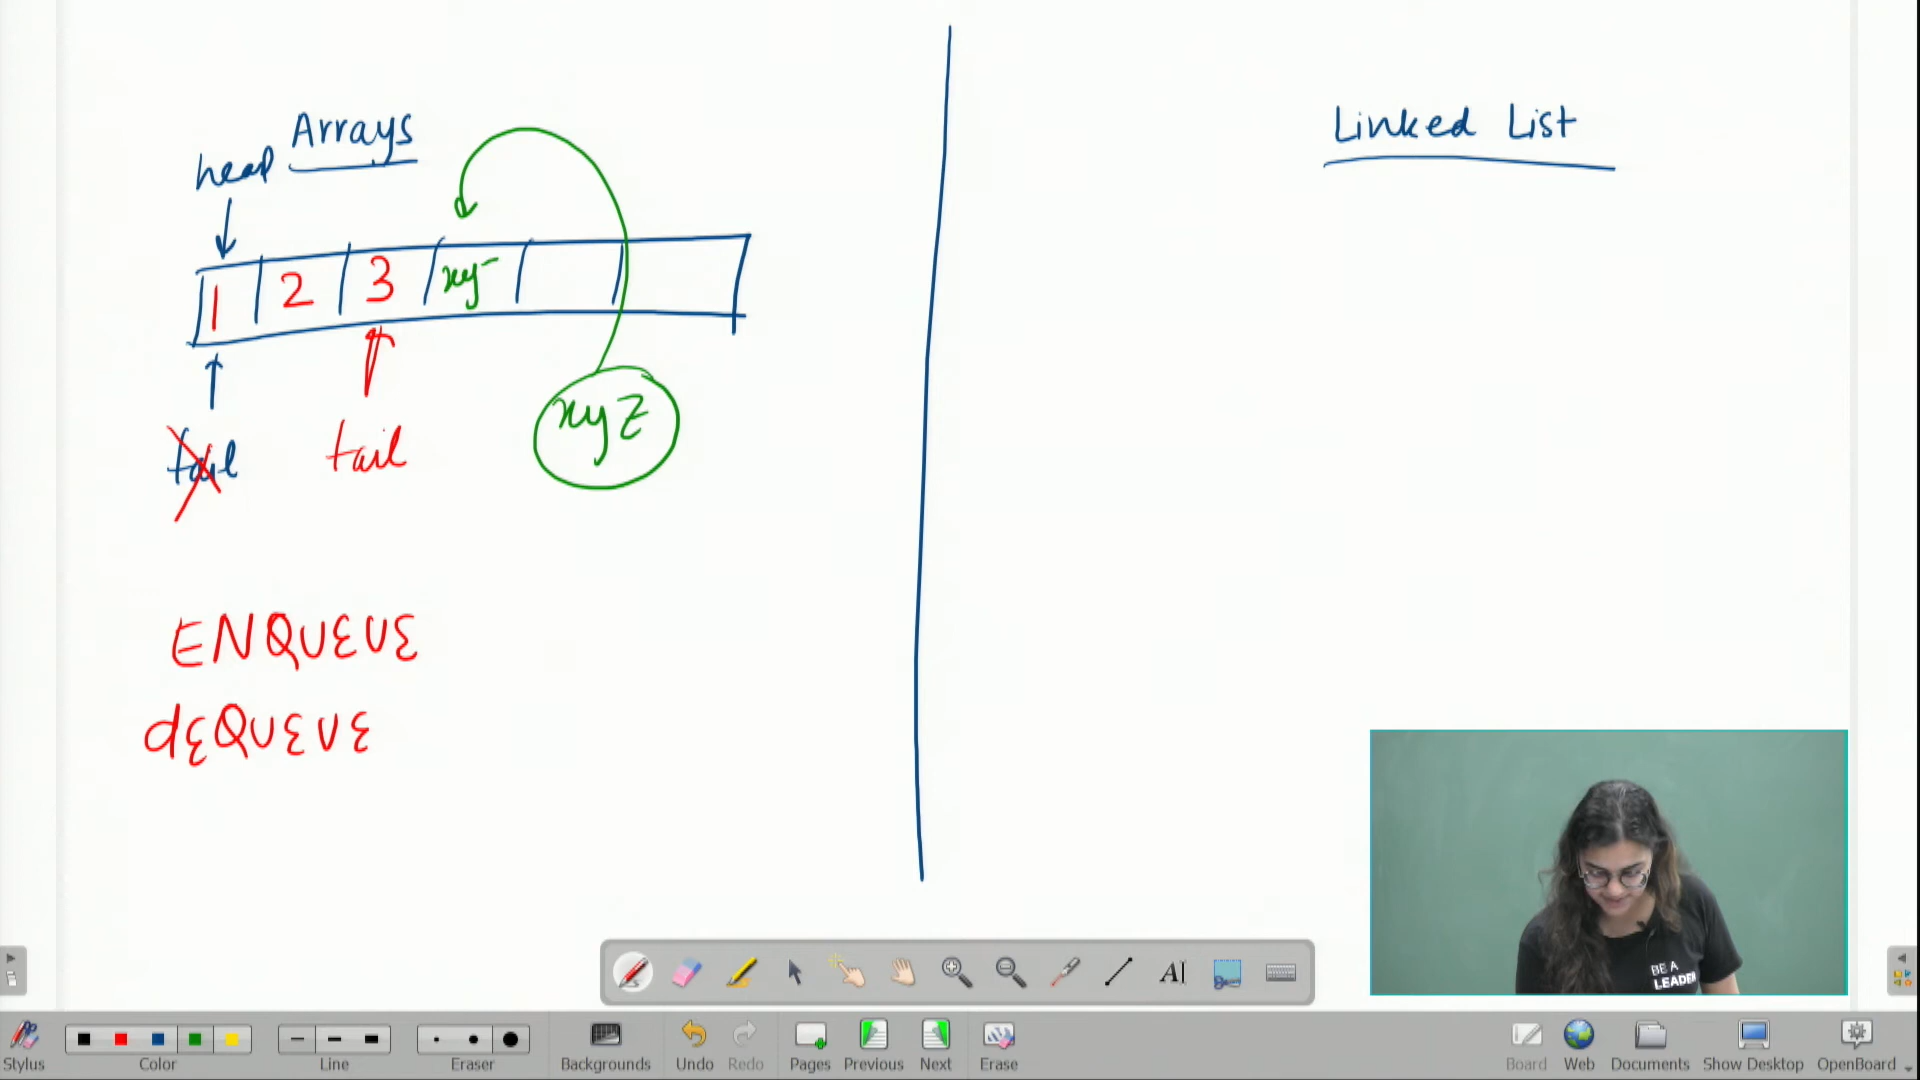 Arrays
head
Linked List
1 2 3 xy
tail
tail
xyz
ENQUEUE
dEQUEUE
BE A
LEADER
Stylus
Color
Line
Eraser
Backgrounds
Undo
Redo
Pages
Previous
Next
Erase
Board
Web
Documents
Show Desktop
OpenBoard